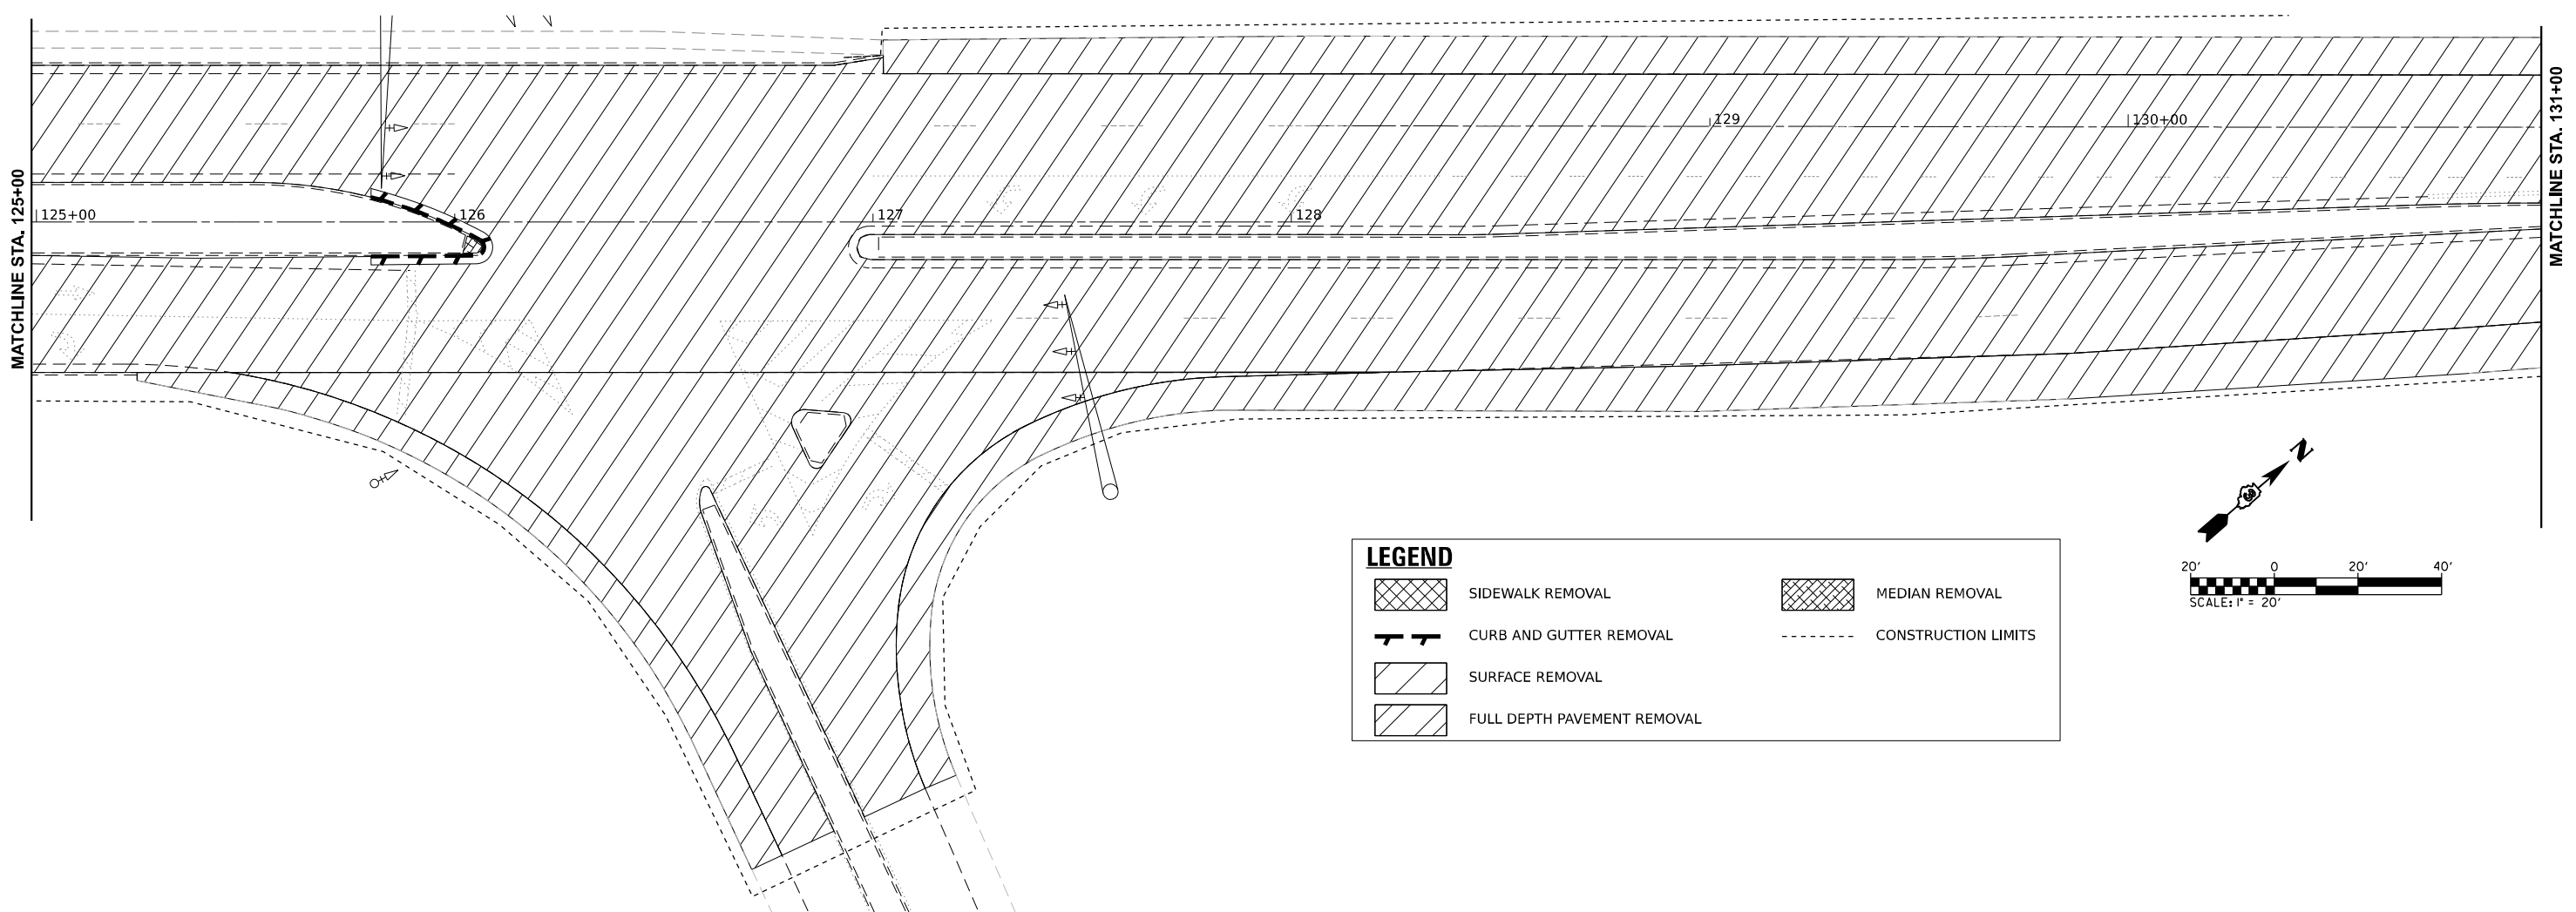 MATCHLINE STA. 125+00
125+00
126
127
128
129
130+00
MATCHLINE STA. 131+00
N
LEGEND
SIDEWALK REMOVAL
CURB AND GUTTER REMOVAL
SURFACE REMOVAL
FULL DEPTH PAVEMENT REMOVAL
MEDIAN REMOVAL
CONSTRUCTION LIMITS
20' 0 20' 40'
SCALE: 1" = 20'